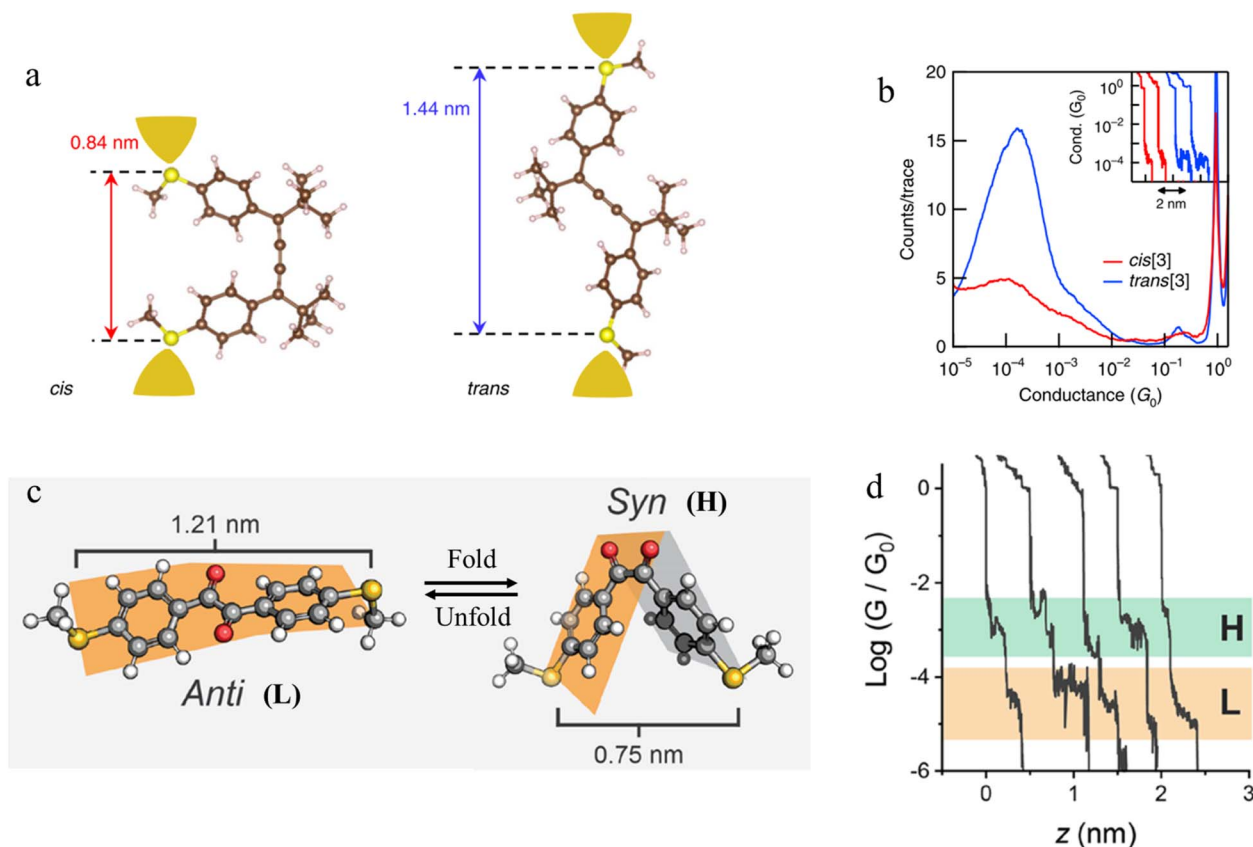 a
0.84 nm
cis
1.44 nm
trans
b
Counts/trace
20
15
10
5
0
10⁻⁵ 10⁻⁴ 10⁻³ 10⁻² 10⁻¹ 10⁰
Conductance (G₀)
cis[3]
trans[3]
Cond. (G₀)
10⁰
10⁻²
10⁻⁴
2 nm
c
1.21 nm
Anti (L)
Fold
Unfold
Syn (H)
0.75 nm
d
Log (G / G₀)
0
-2
-4
-6
H
L
0 1 2 3
z (nm)